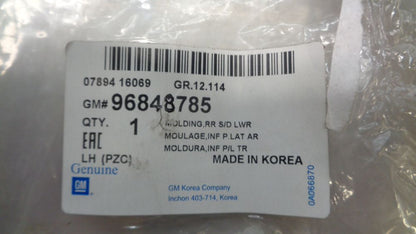 07894 16069 GR.12.114
GM# 96848785
QTY. 1 MOLDING,RR S/D LWR
MOULAGE,INF P LAT AR
EAC MOLDURA,INF P/L TR
LH (PZC) MADE IN KOREA
Genuine
GM
GM Korea Company
Inchon 403-714, Korea
GA066870